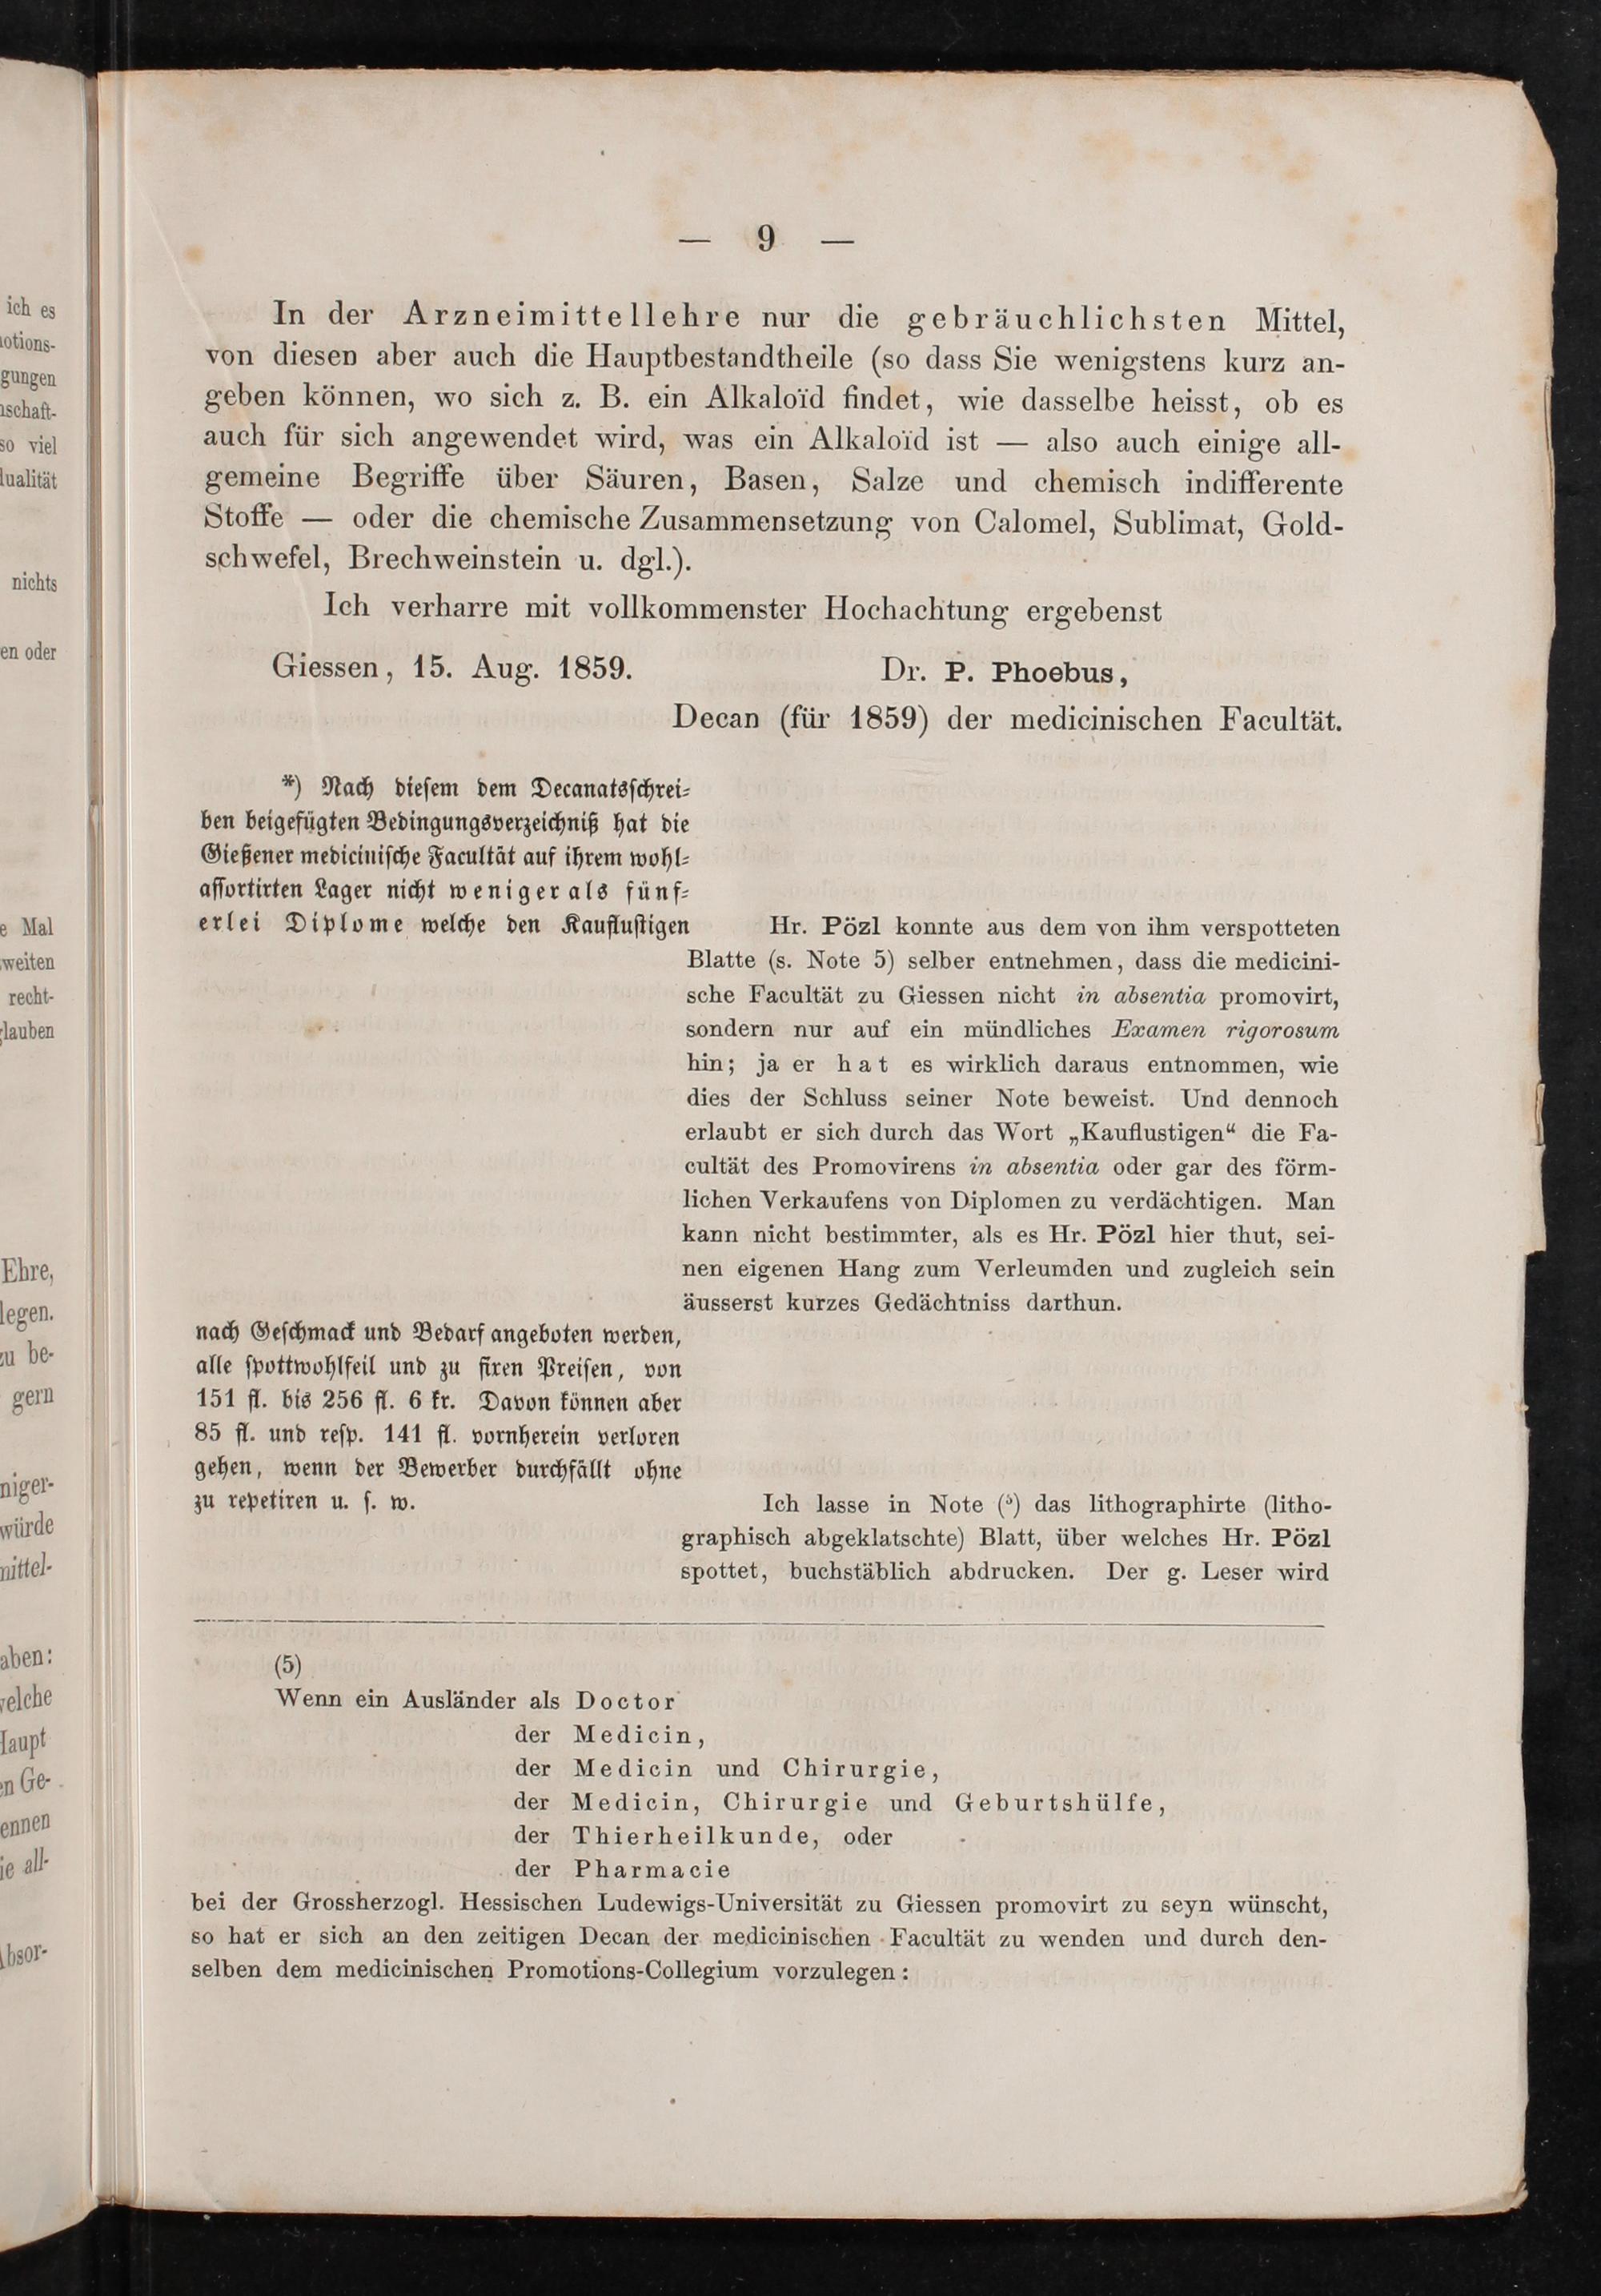 — 9 —
In der Arzneimittellehre nur die gebräuchlichsten Mittel,
von diesen aber auch die Hauptbestandtheile (so dass Sie wenigstens kurz an-
geben können, wo sich z. B. ein Alkaloïd findet, wie dasselbe heisst, ob es
auch für sich angewendet wird, was ein Alkaloïd ist — also auch einige all-
gemeine Begriffe über Säuren, Basen, Salze und chemisch indifferente
Stoffe — oder die chemische Zusammensetzung von Calomel, Sublimat, Gold-
schwefel, Brechweinstein u. dgl.).
Ich verharre mit vollkommenster Hochachtung ergebenst
Giessen, 15. Aug. 1859. Dr. P. Phoebus,
Decan (für 1859) der medicinischen Facultät.
*) Nach dieſem dem Decanatsſchrei-
ben beigefügten Bedingungsverzeichniß hat die
Gießener mediciniſche Facultät auf ihrem wohl-
aſſortirten Lager nicht weniger als fünf-
erlei Diplome welche den Kaufluſtigen
Hr. Pözl konnte aus dem von ihm verspotteten
Blatte (s. Note 5) selber entnehmen, dass die medicini-
sche Facultät zu Giessen nicht in absentia promovirt,
sondern nur auf ein mündliches Examen rigorosum
hin; ja er hat es wirklich daraus entnommen, wie
dies der Schluss seiner Note beweist. Und dennoch
erlaubt er sich durch das Wort „Kauflustigen“ die Fa-
cultät des Promovirens in absentia oder gar des förm-
lichen Verkaufens von Diplomen zu verdächtigen. Man
kann nicht bestimmter, als es Hr. Pözl hier thut, sei-
nen eigenen Hang zum Verleumden und zugleich sein
äusserst kurzes Gedächtniss darthun.
nach Geſchmack und Bedarf angeboten werden,
alle ſpottwohlfeil und zu fixen Preiſen, von
151 fl. bis 256 fl. 6 kr. Davon können aber
85 fl. und reſp. 141 fl. vornherein verloren
gehen, wenn der Bewerber durchfällt ohne
zu repetiren u. ſ. w.
Ich lasse in Note (⁵) das lithographirte (litho-
graphisch abgeklatschte) Blatt, über welches Hr. Pözl
spottet, buchstäblich abdrucken. Der g. Leser wird
(5)
Wenn ein Ausländer als Doctor
der Medicin,
der Medicin und Chirurgie,
der Medicin, Chirurgie und Geburtshülfe,
der Thierheilkunde, oder
der Pharmacie
bei der Grossherzogl. Hessischen Ludewigs-Universität zu Giessen promovirt zu seyn wünscht,
so hat er sich an den zeitigen Decan der medicinischen Facultät zu wenden und durch den-
selben dem medicinischen Promotions-Collegium vorzulegen: